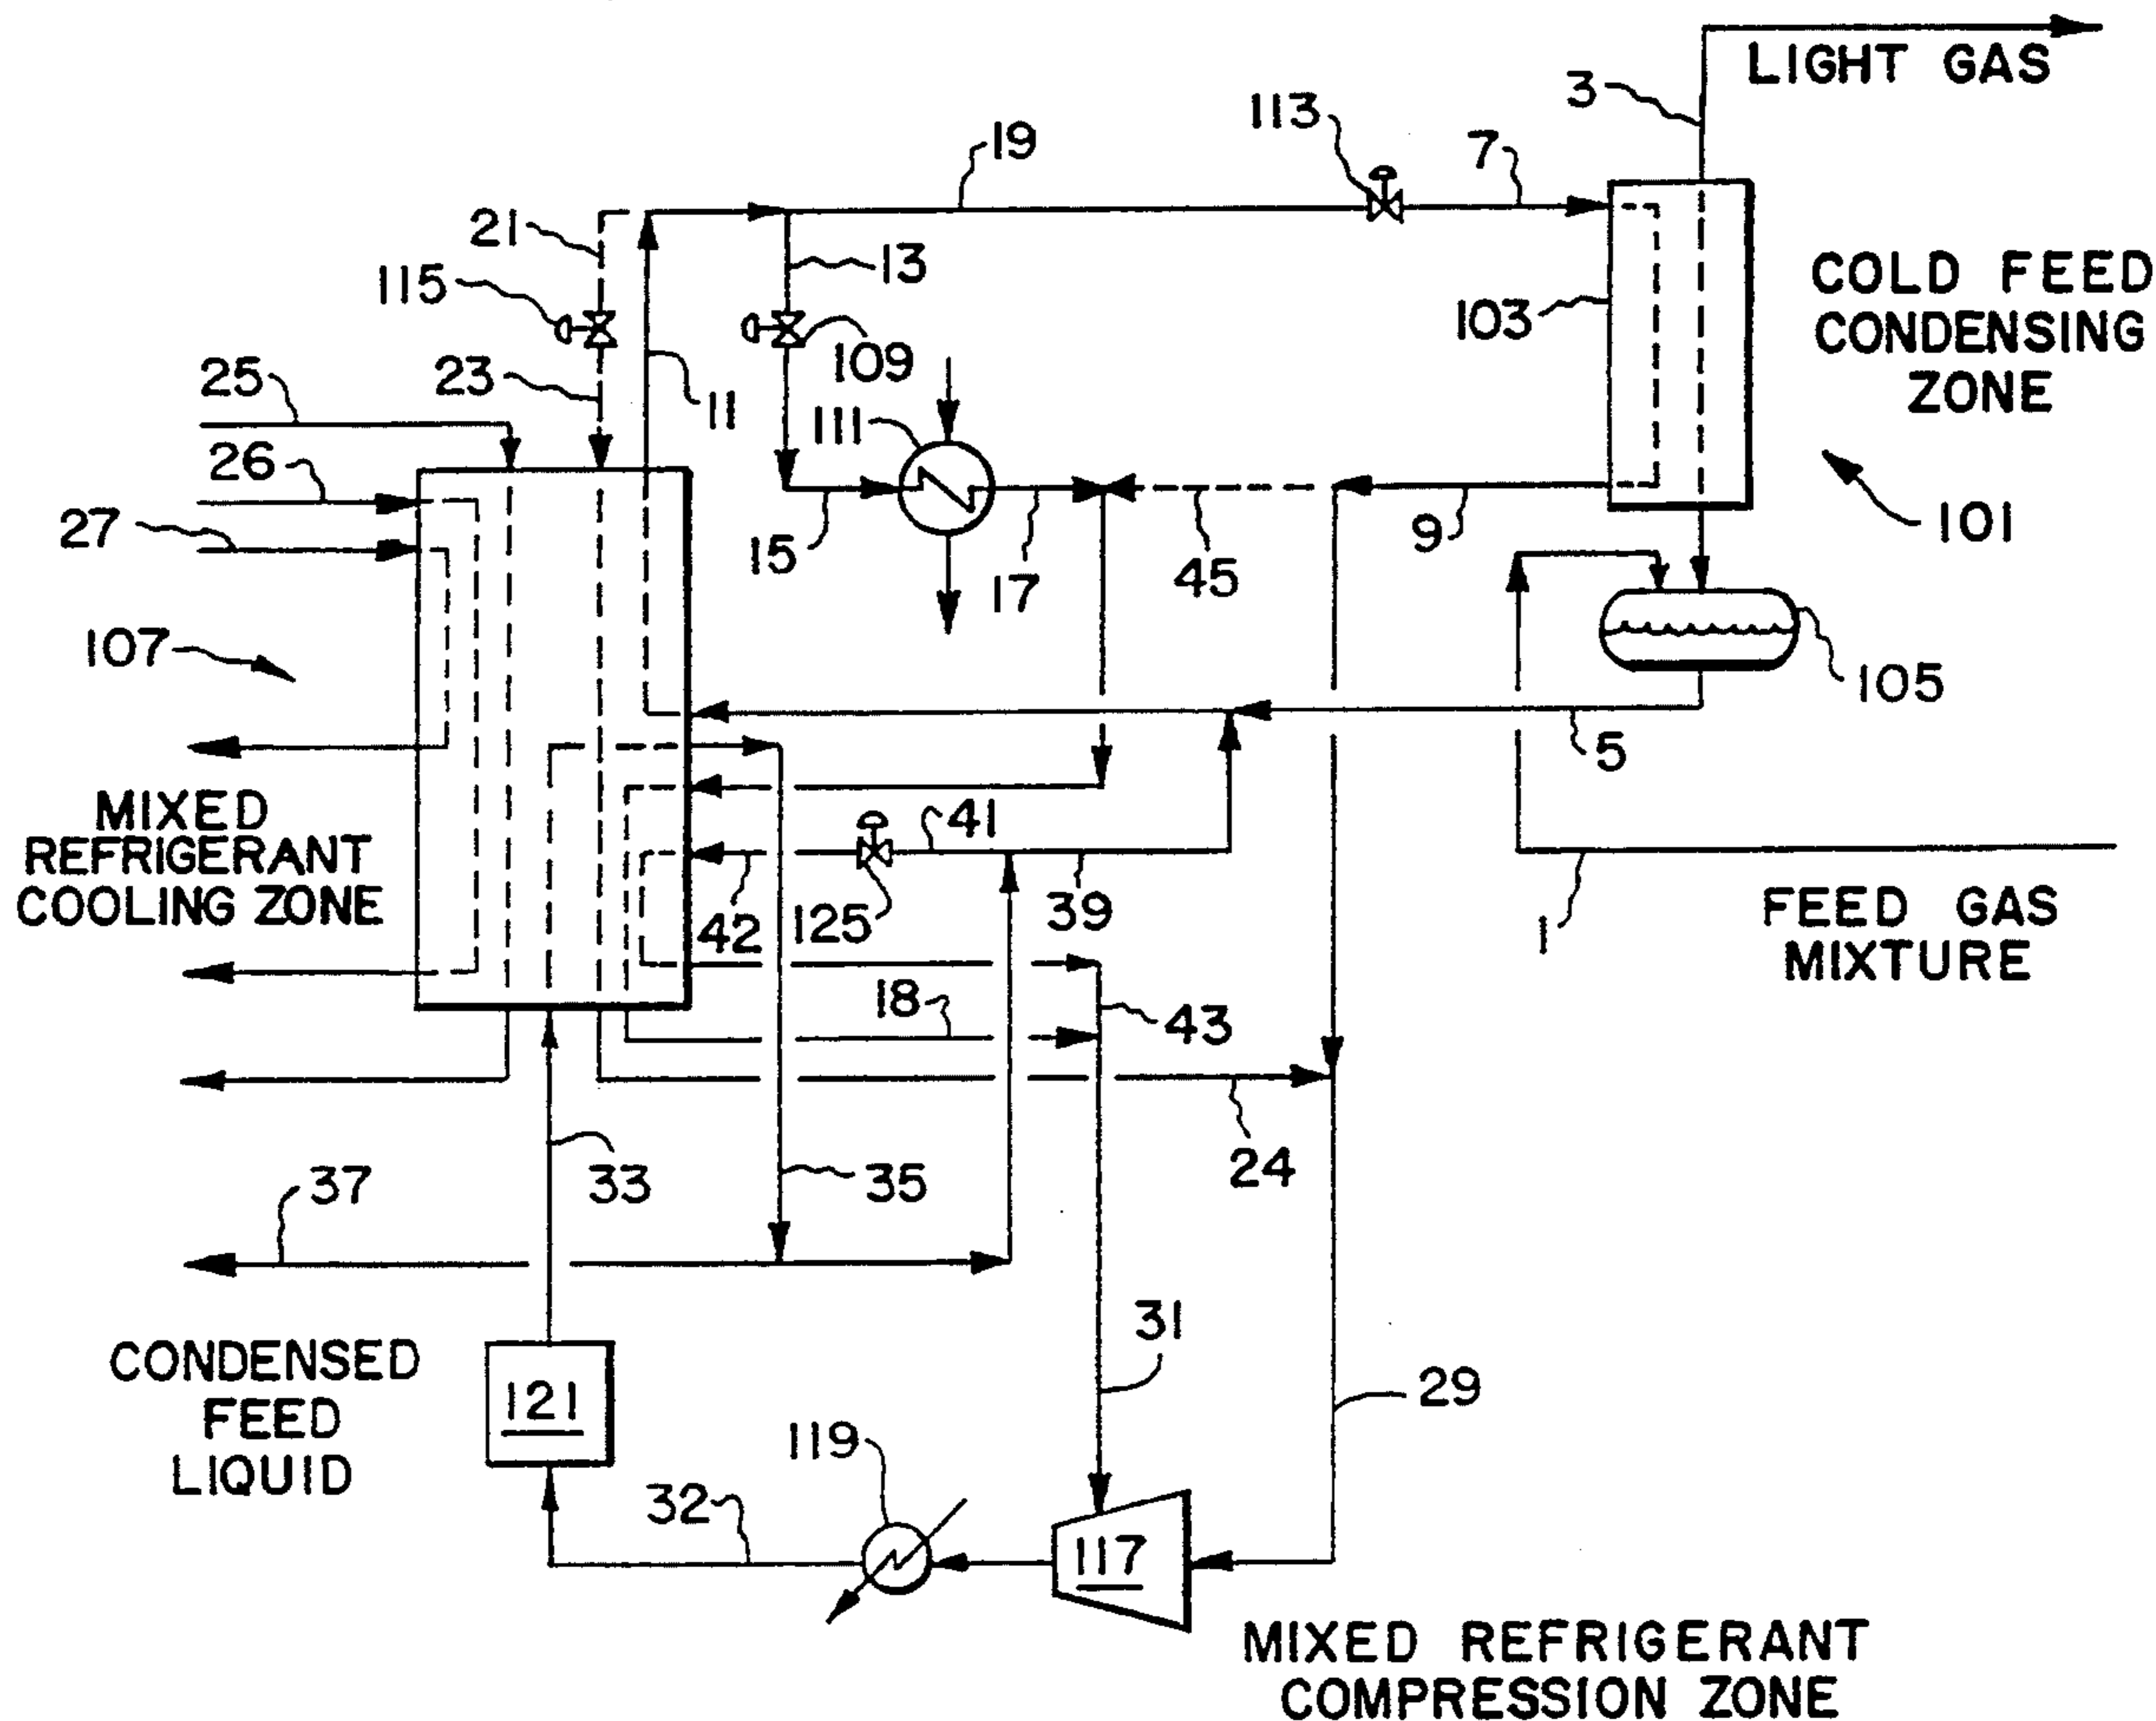 LIGHT GAS
3
113
7
19
21
13
115
COLD FEED
CONDENSING
ZONE
103
109
25
23
11
111
26
27
9
101
15
17
45
107
105
5
MIXED
REFRIGERANT
COOLING ZONE
41
42
125
39
1
FEED GAS
MIXTURE
18
43
24
37
33
35
31
29
CONDENSED
FEED
LIQUID
121
119
32
117
MIXED REFRIGERANT
COMPRESSION ZONE